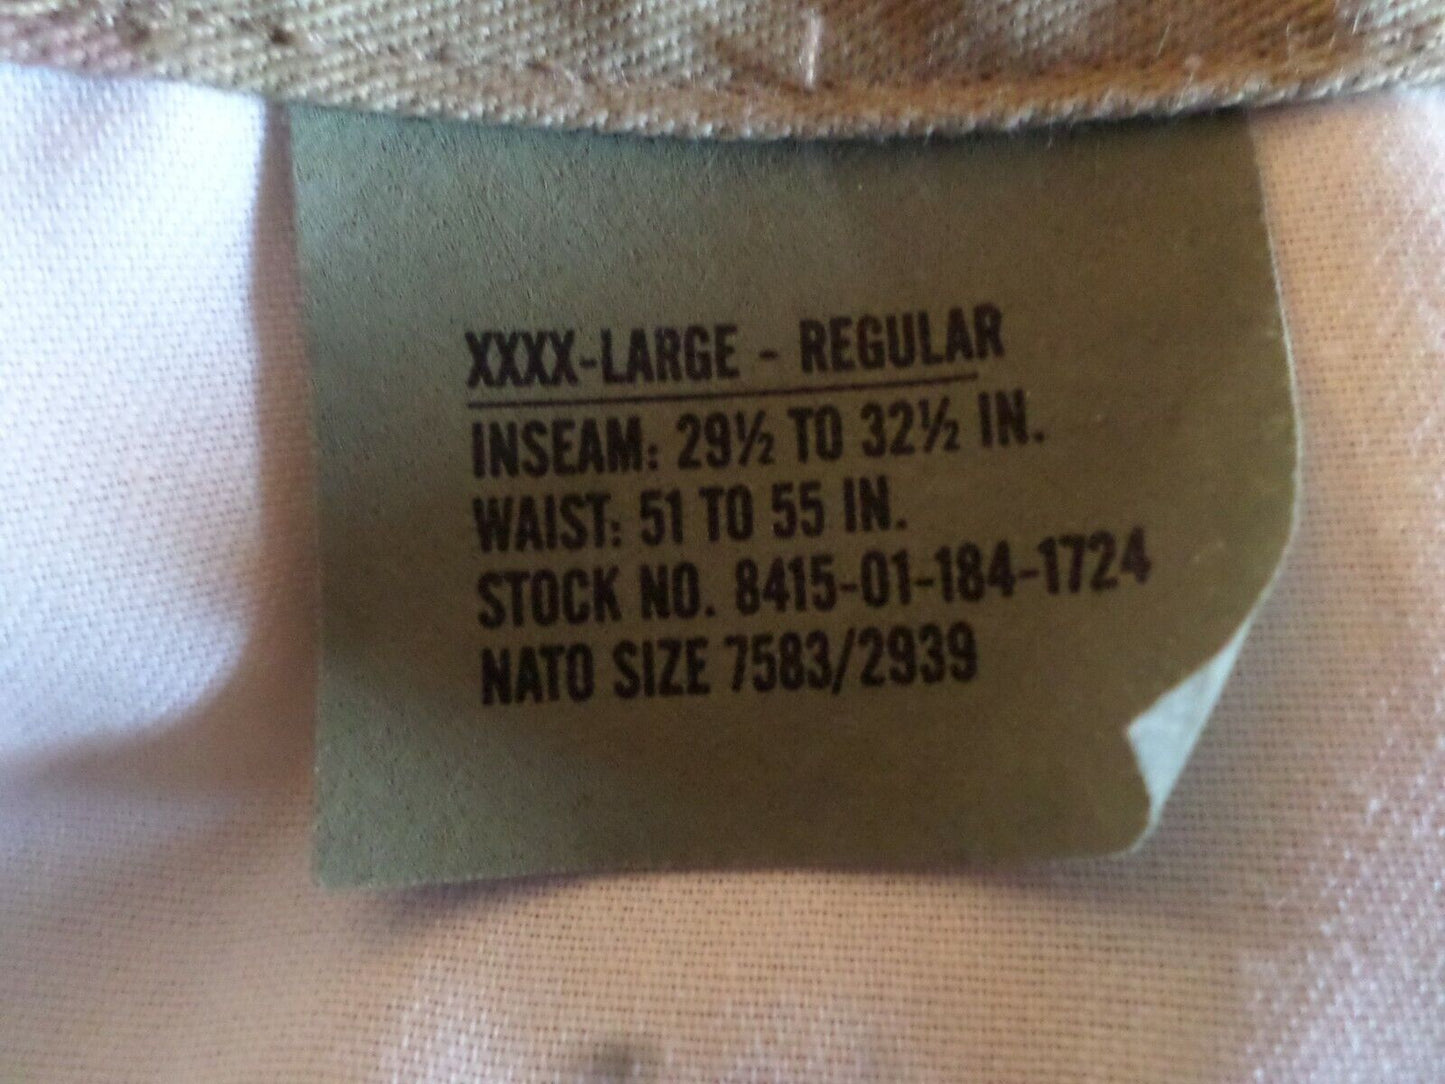 XXXX-LARGE - REGULAR
INSEAM: 29½ TO 32½ IN.
WAIST: 51 TO 55 IN.
STOCK NO. 8415-01-184-1724
NATO SIZE 7583/2939